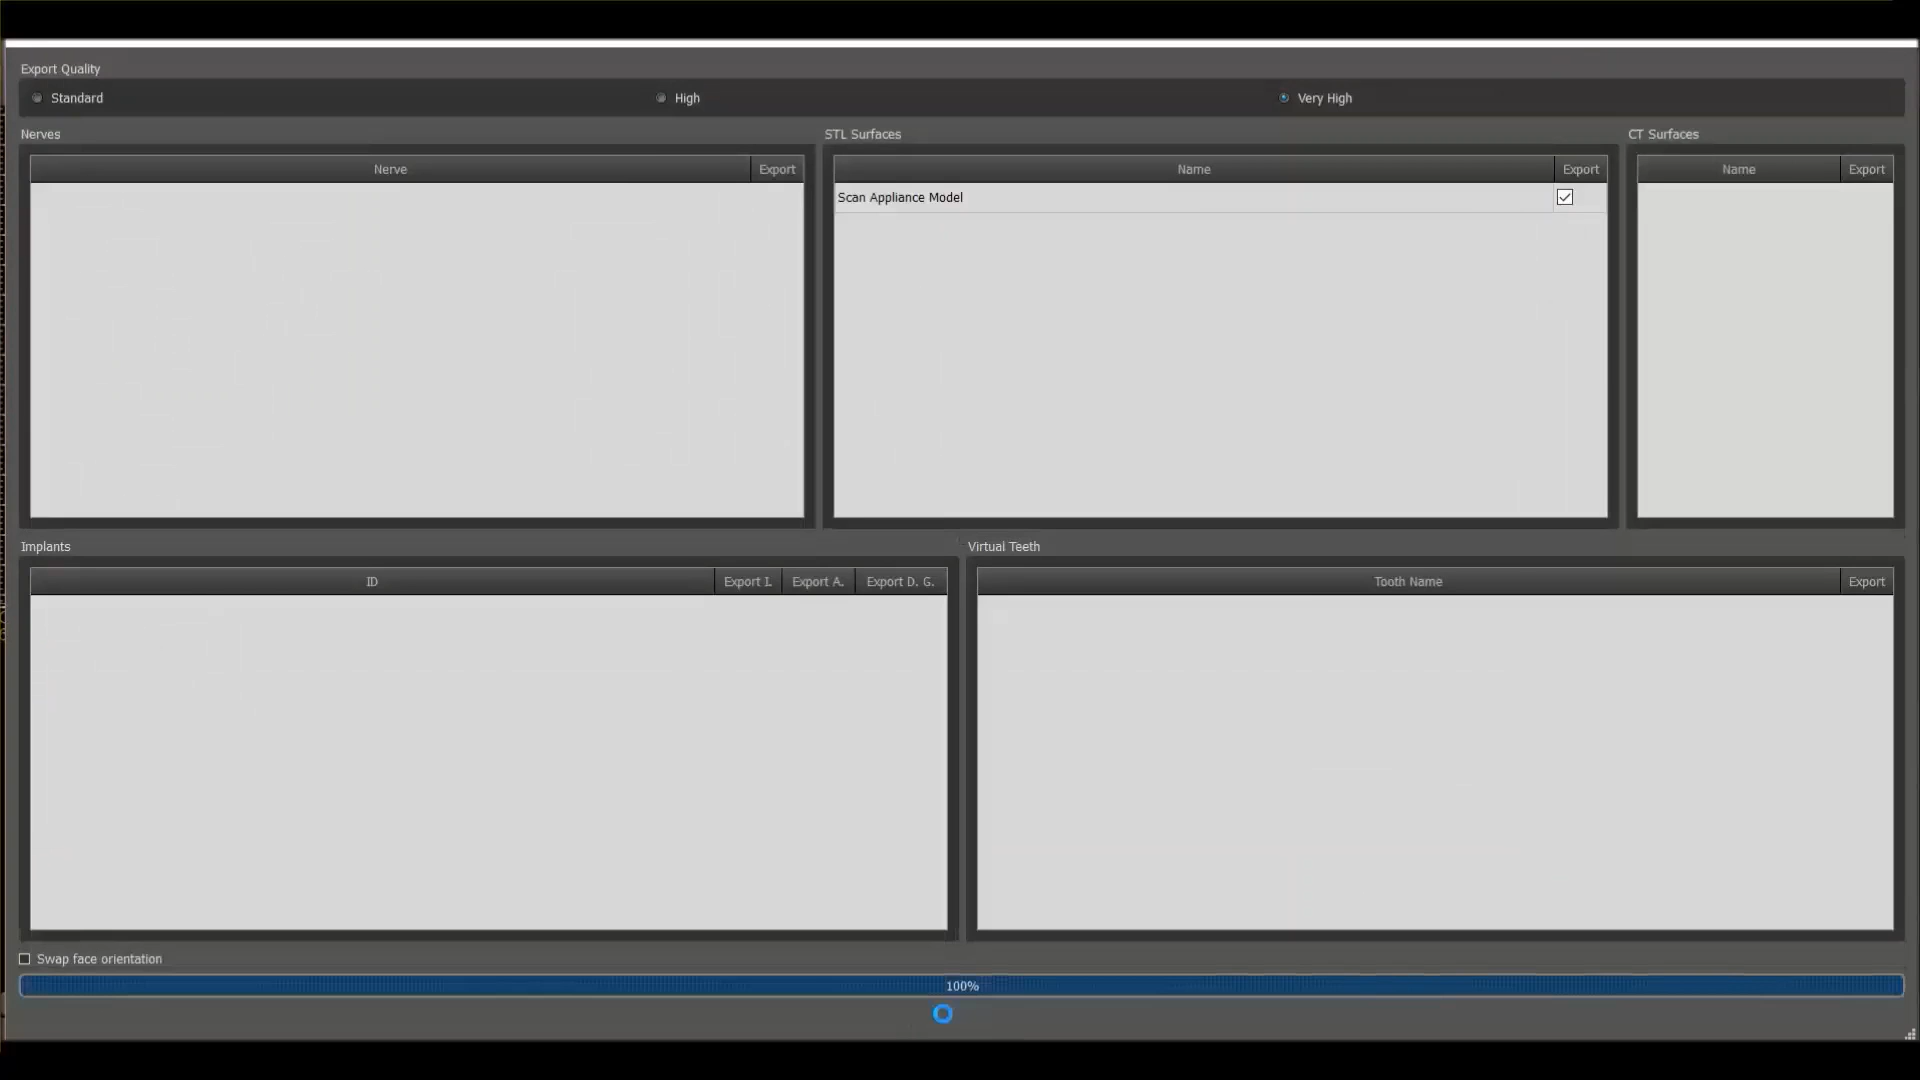 Export Quality
Standard High Very High
Nerves STL Surfaces CT Surfaces
Nerve Export Name Export Name Export
Scan Appliance Model
Implants Virtual Teeth
ID Export I. Export A. Export D. G. Tooth Name Export
Swap face orientation
100%